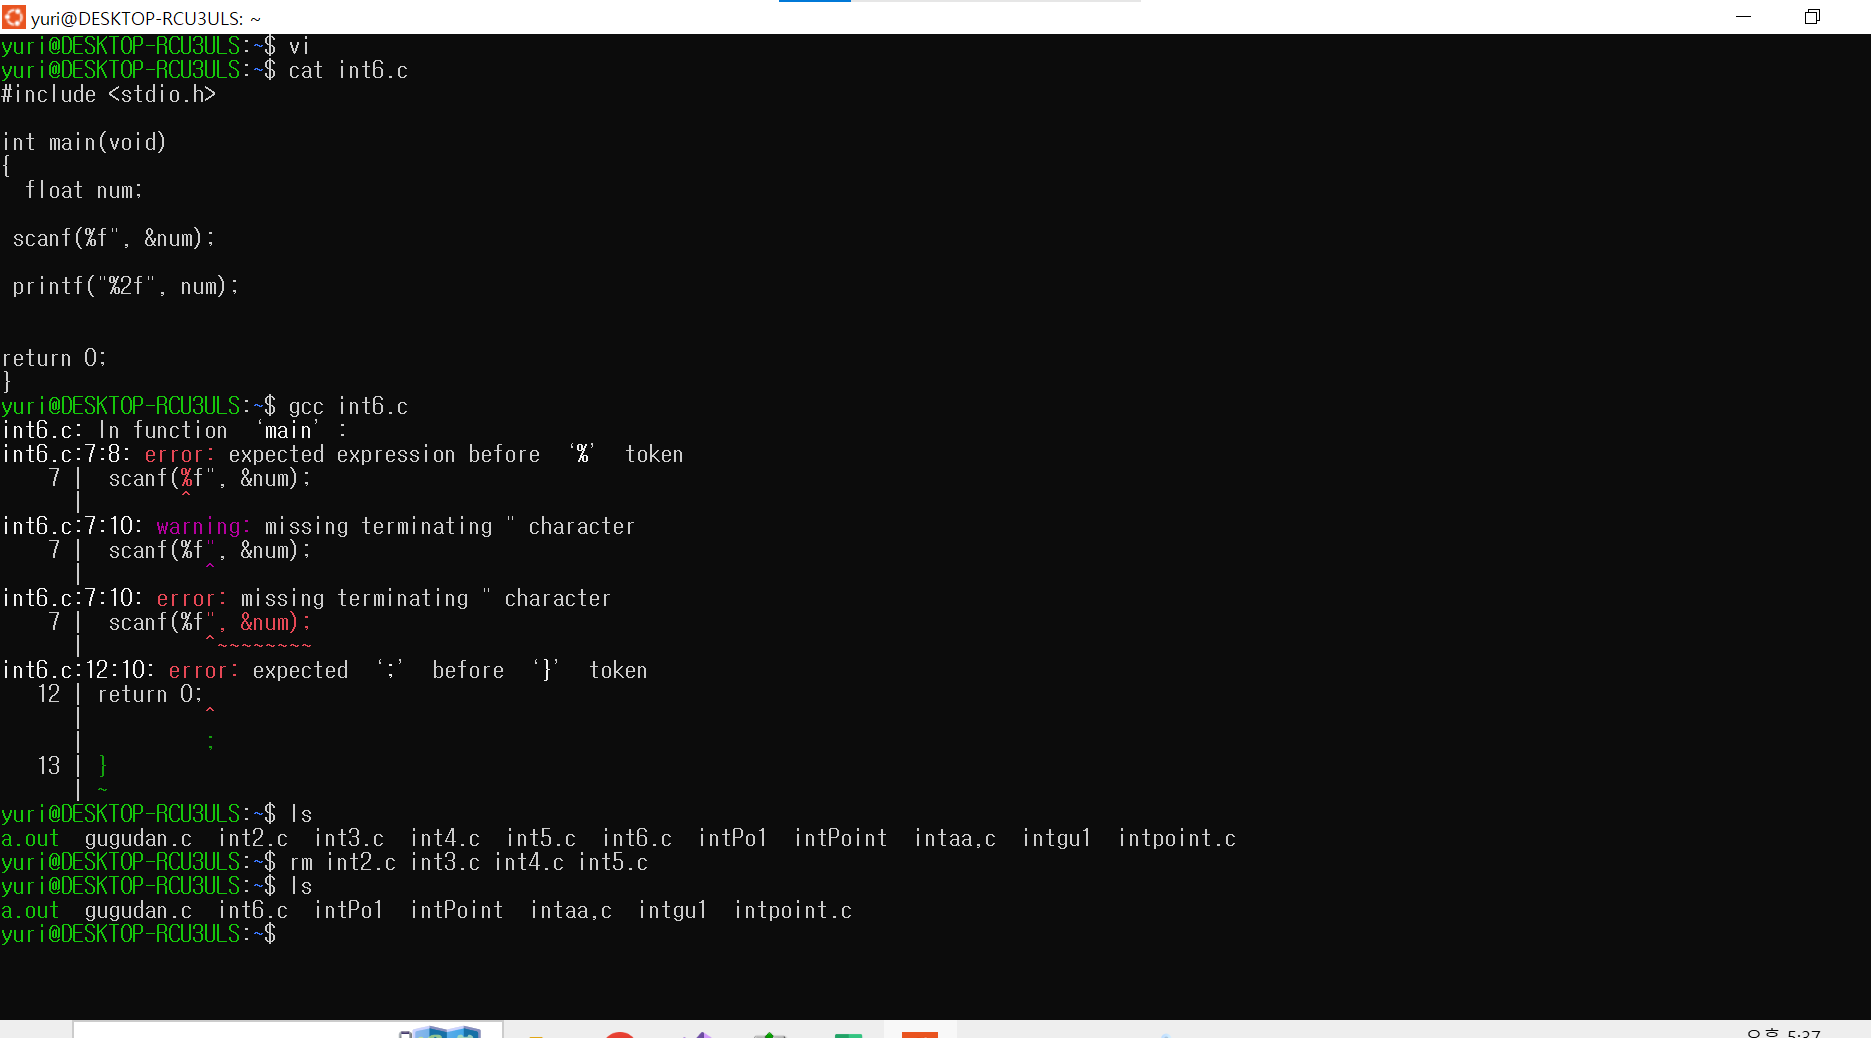 yuri@DESKTOP-RCU3ULS: ~
yuri@DESKTOP-RCU3ULS:~$ vi
yuri@DESKTOP-RCU3ULS:~$ cat int6.c
#include <stdio.h>
int main(void)
{
  float num;
 scanf(%f", &num);
 printf("%2f", num);
return 0;
}
yuri@DESKTOP-RCU3ULS:~$ gcc int6.c
int6.c: In function ‘main’:
int6.c:7:8: error: expected expression before ‘%’ token
    7 |  scanf(%f", &num);
      |        ^
int6.c:7:10: warning: missing terminating " character
    7 |  scanf(%f", &num);
      |          ^
int6.c:7:10: error: missing terminating " character
    7 |  scanf(%f", &num);
      |          ^~~~~~~~~
int6.c:12:10: error: expected ‘;’ before ‘}’ token
   12 | return 0;
      |          ^
      |          ;
   13 | }
      | ~
yuri@DESKTOP-RCU3ULS:~$ ls
a.out  gugudan.c  int2.c  int3.c  int4.c  int5.c  int6.c  intPo1  intPoint  intaa,c  intgu1  intpoint.c
yuri@DESKTOP-RCU3ULS:~$ rm int2.c int3.c int4.c int5.c
yuri@DESKTOP-RCU3ULS:~$ ls
a.out  gugudan.c  int6.c  intPo1  intPoint  intaa,c  intgu1  intpoint.c
yuri@DESKTOP-RCU3ULS:~$
오후 5:37